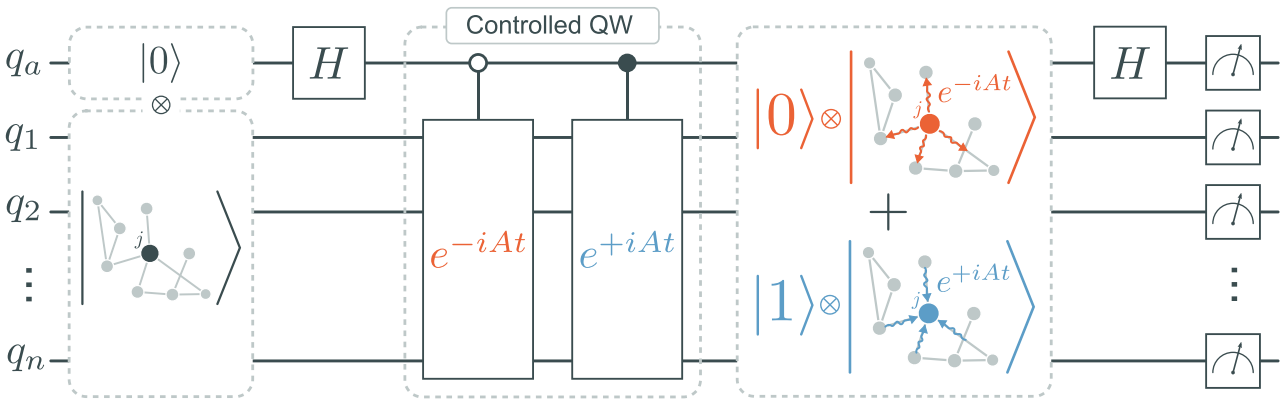 Controlled QW
q_a |0⟩ H H
⊗
q_1
q_2
⋮
q_n
| j ⟩
e^{-iAt} e^{+iAt}
|0⟩ ⊗ | j e^{-iAt} ⟩
+
|1⟩ ⊗ | j e^{+iAt} ⟩
⋮